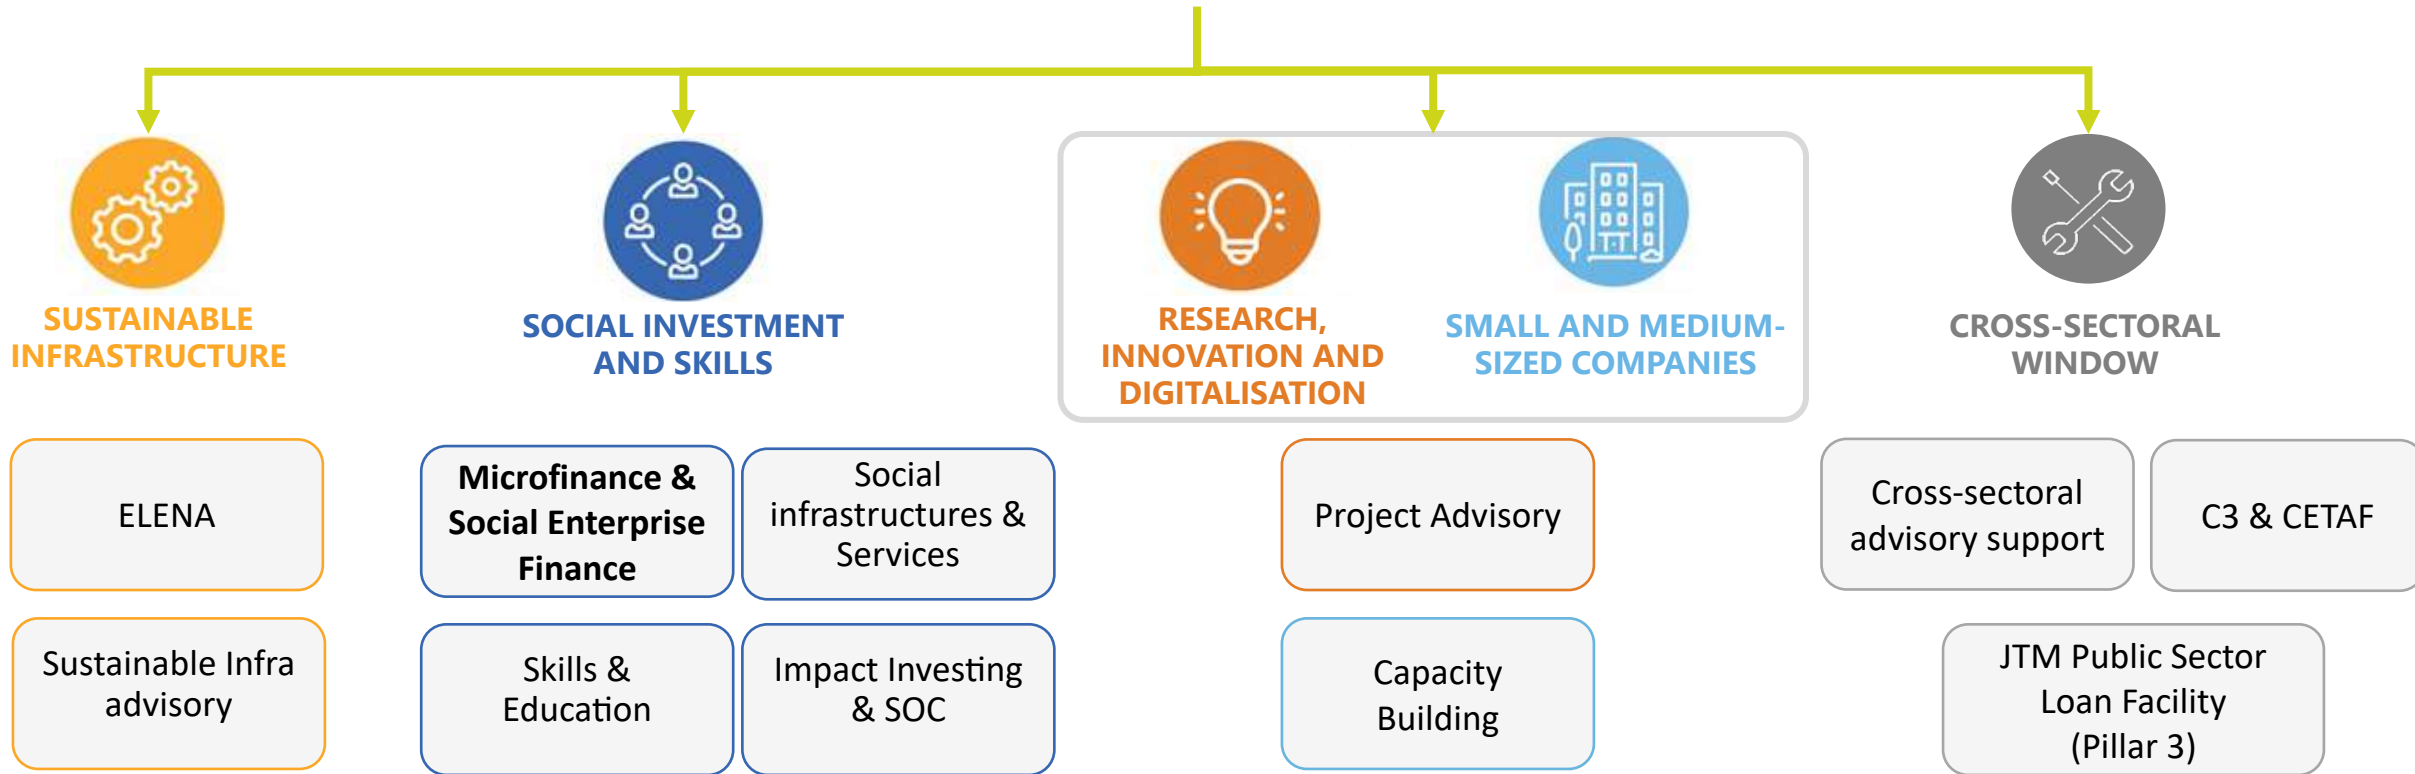 SUSTAINABLE
INFRASTRUCTURE
SOCIAL INVESTMENT
AND SKILLS
RESEARCH,
INNOVATION AND
DIGITALISATION
SMALL AND MEDIUM-
SIZED COMPANIES
CROSS-SECTORAL
WINDOW
ELENA
Sustainable Infra
advisory
Microfinance &
Social Enterprise
Finance
Social
infrastructures &
Services
Skills &
Education
Impact Investing
& SOC
Project Advisory
Capacity
Building
Cross-sectoral
advisory support
C3 & CETAF
JTM Public Sector
Loan Facility
(Pillar 3)